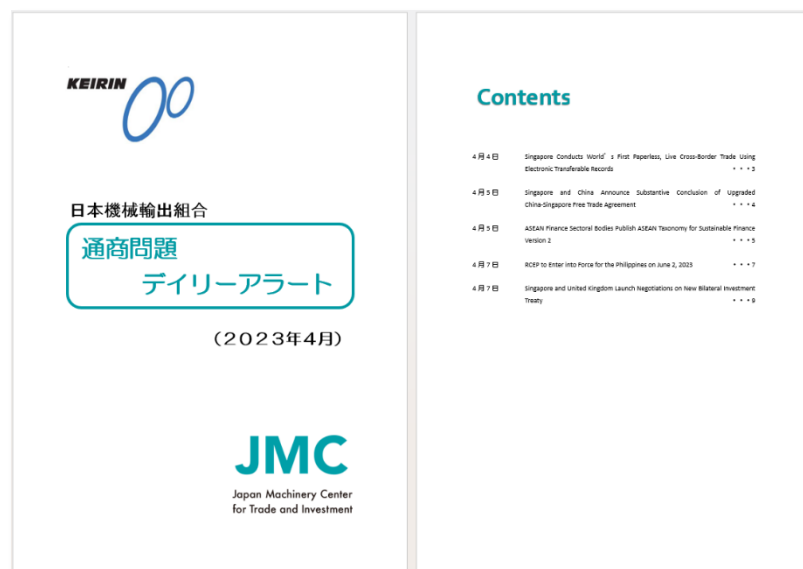 KEIRIN
日本機械輸出組合
通商問題
デイリーアラート
(2023年4月)
JMC
Japan Machinery Center
for Trade and Investment
Contents
4月4日 Singapore Conducts World’s First Paperless, Live Cross-Border Trade Using
Electronic Transferable Records ・・・3
4月5日 Singapore and China Announce Substantive Conclusion of Upgraded
China-Singapore Free Trade Agreement ・・・4
4月5日 ASEAN Finance Sectoral Bodies Publish ASEAN Taxonomy for Sustainable Finance
Version 2 ・・・5
4月7日 RCEP to Enter into Force for the Philippines on June 2, 2023 ・・・7
4月7日 Singapore and United Kingdom Launch Negotiations on New Bilateral Investment
Treaty ・・・9